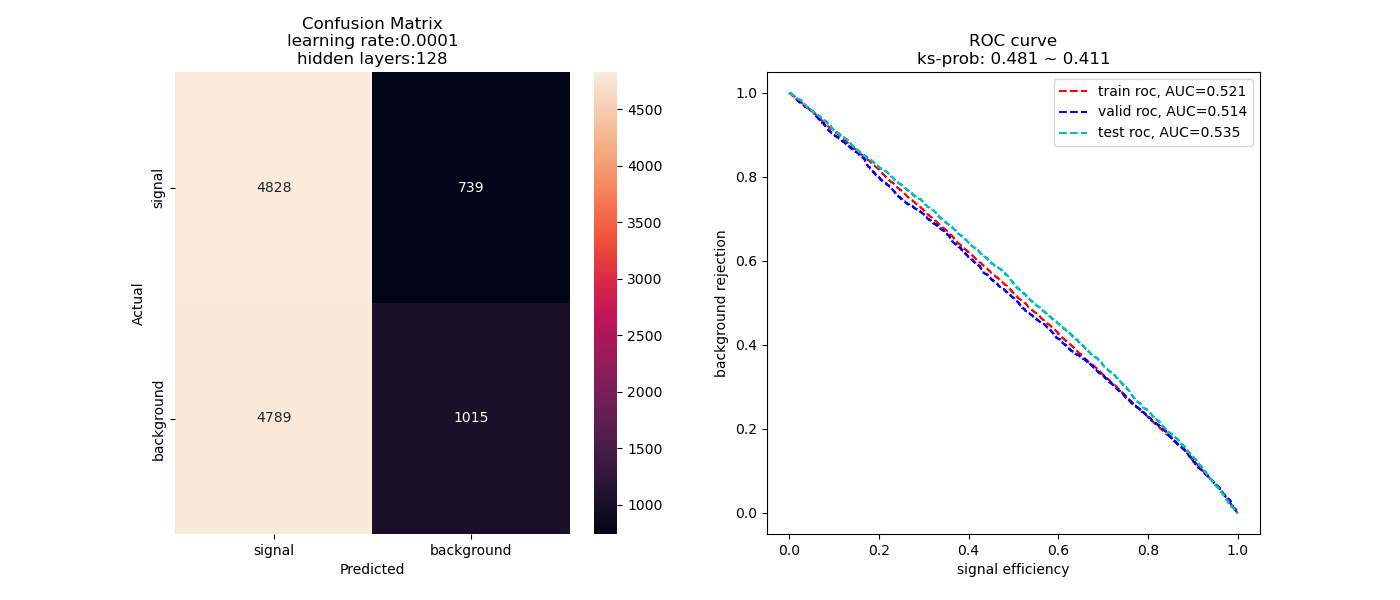 Confusion Matrix
learning rate:0.0001
hidden layers:128
signal
background
Actual
4828
739
4789
1015
signal
background
Predicted
4500
4000
3500
3000
2500
2000
1500
1000
ROC curve
ks-prob: 0.481 ~ 0.411
train roc, AUC=0.521
valid roc, AUC=0.514
test roc, AUC=0.535
background rejection
1.0
0.8
0.6
0.4
0.2
0.0
0.0 0.2 0.4 0.6 0.8 1.0
signal efficiency